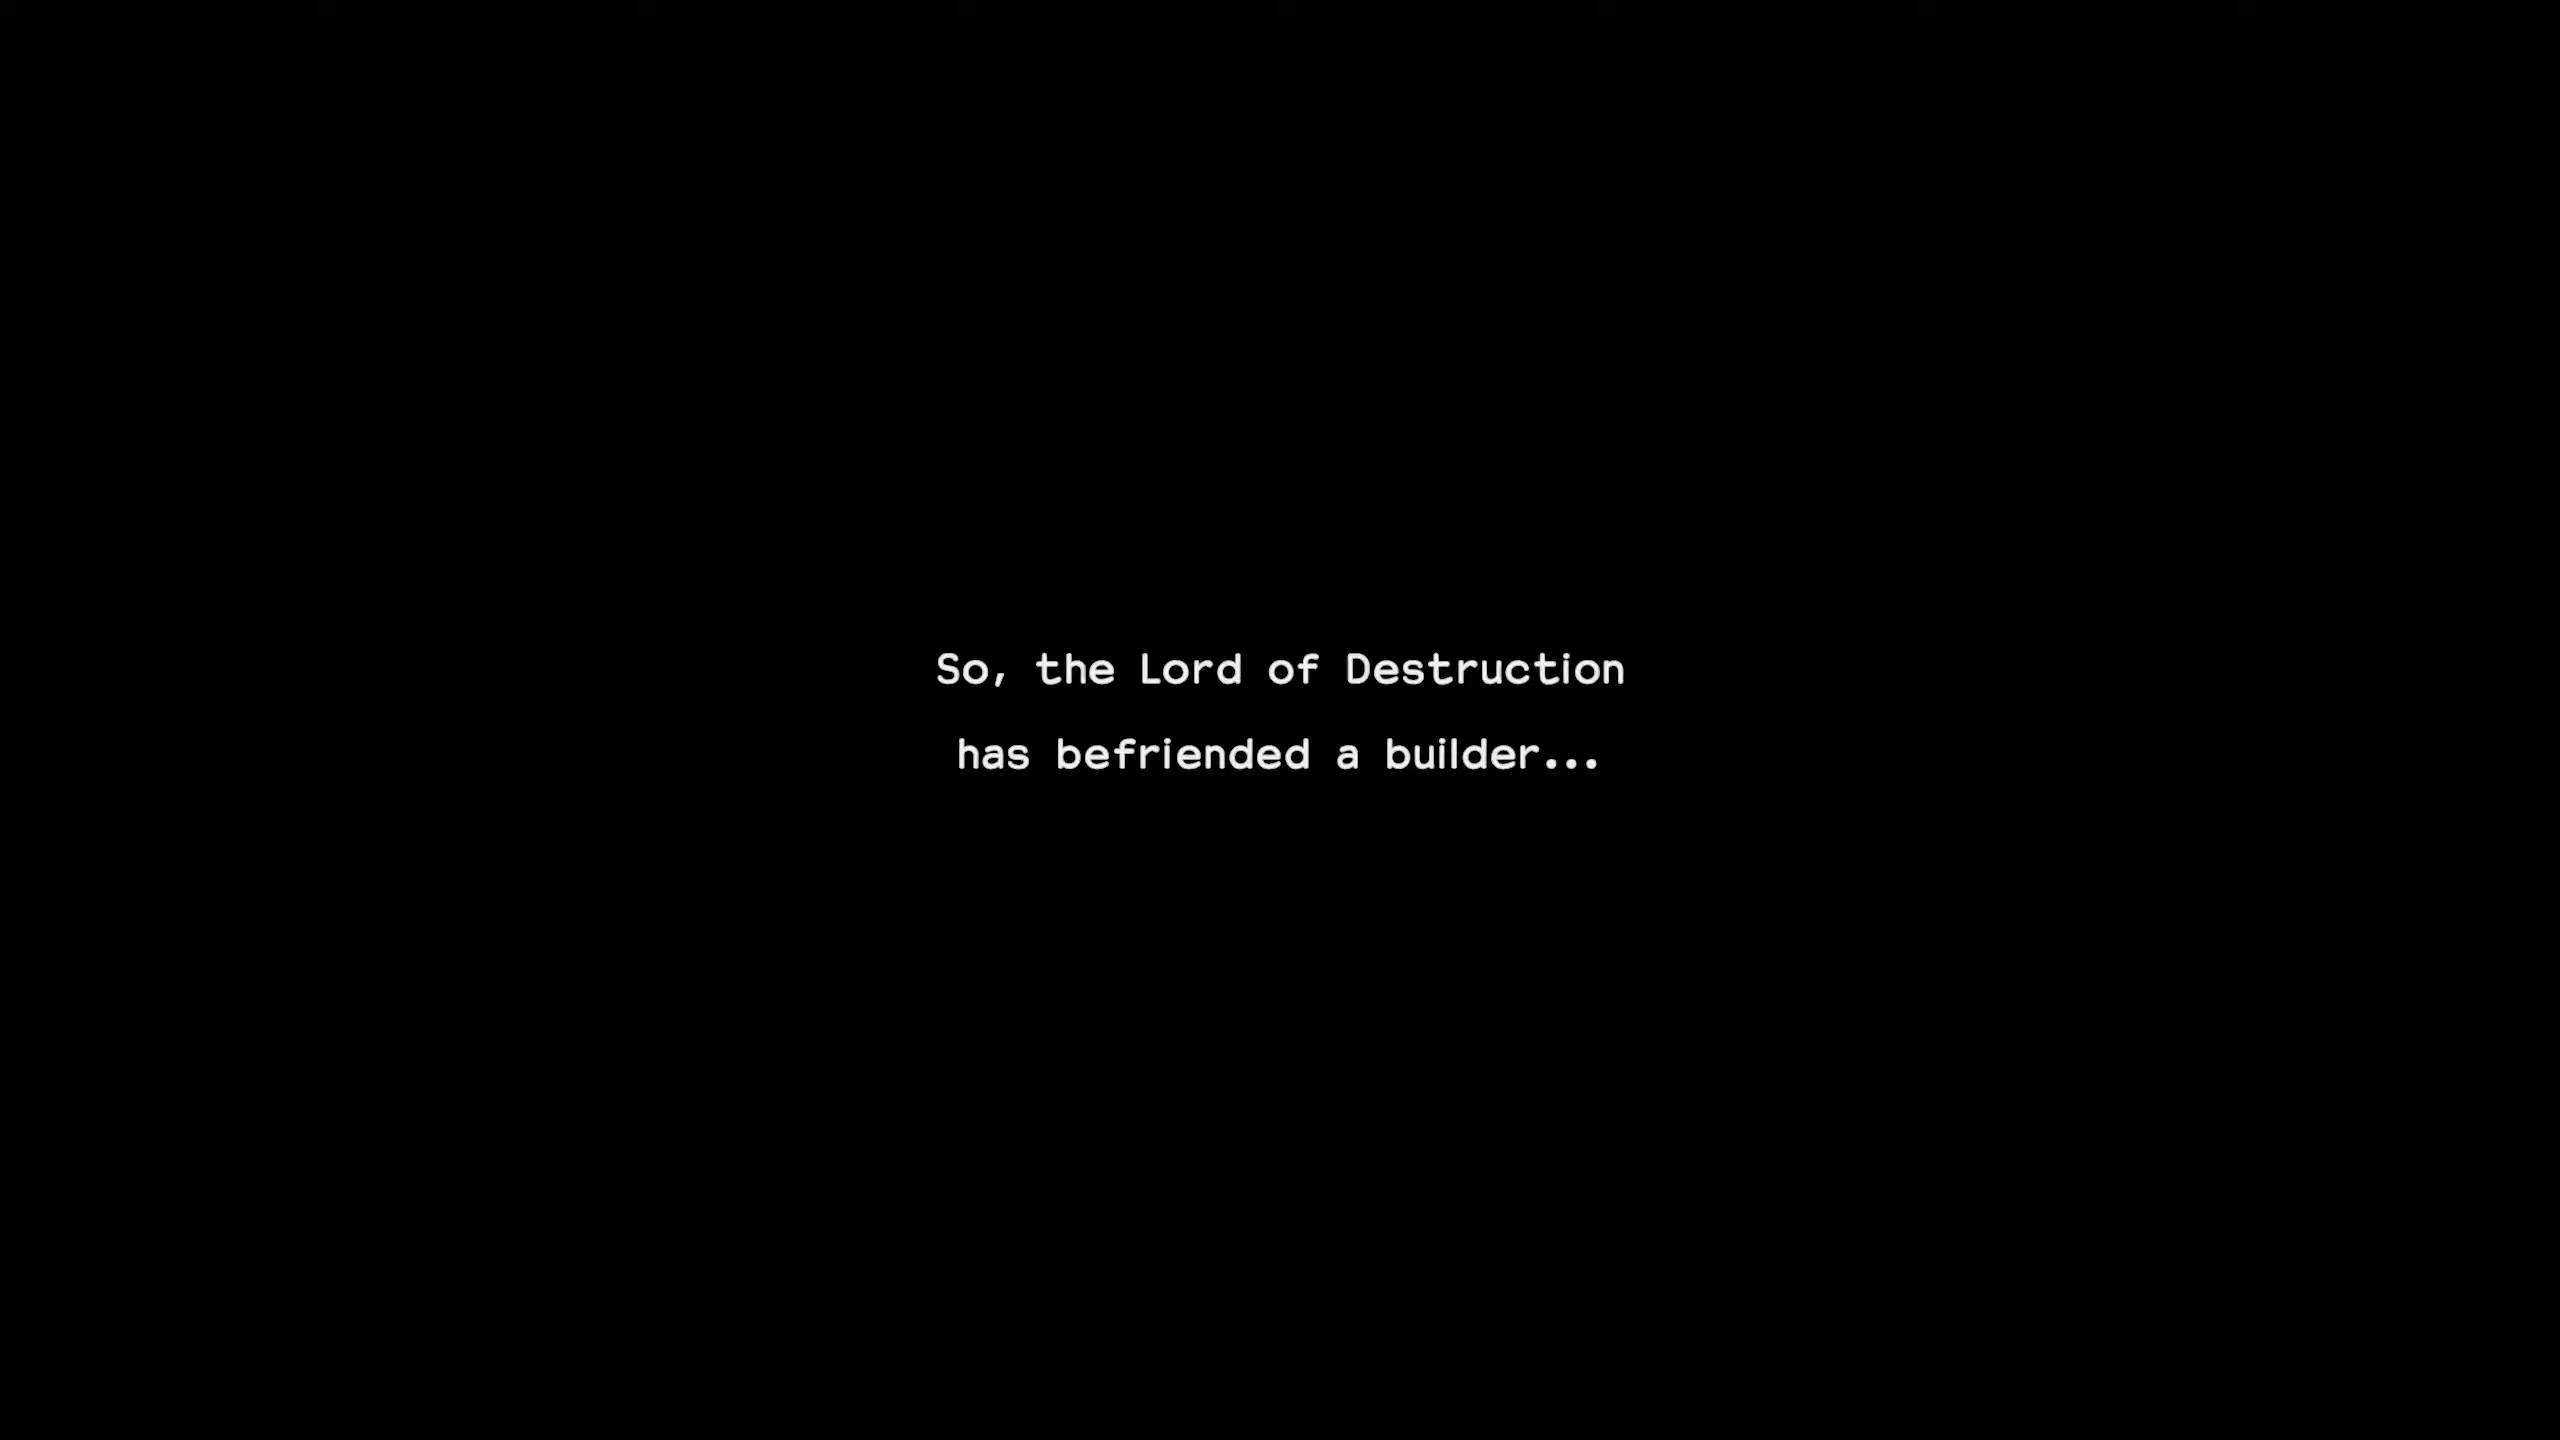 So, the Lord of Destruction
has befriended a builder...